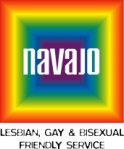 navajo
LESBIAN, GAY & BISEXUAL
FRIENDLY SERVICE